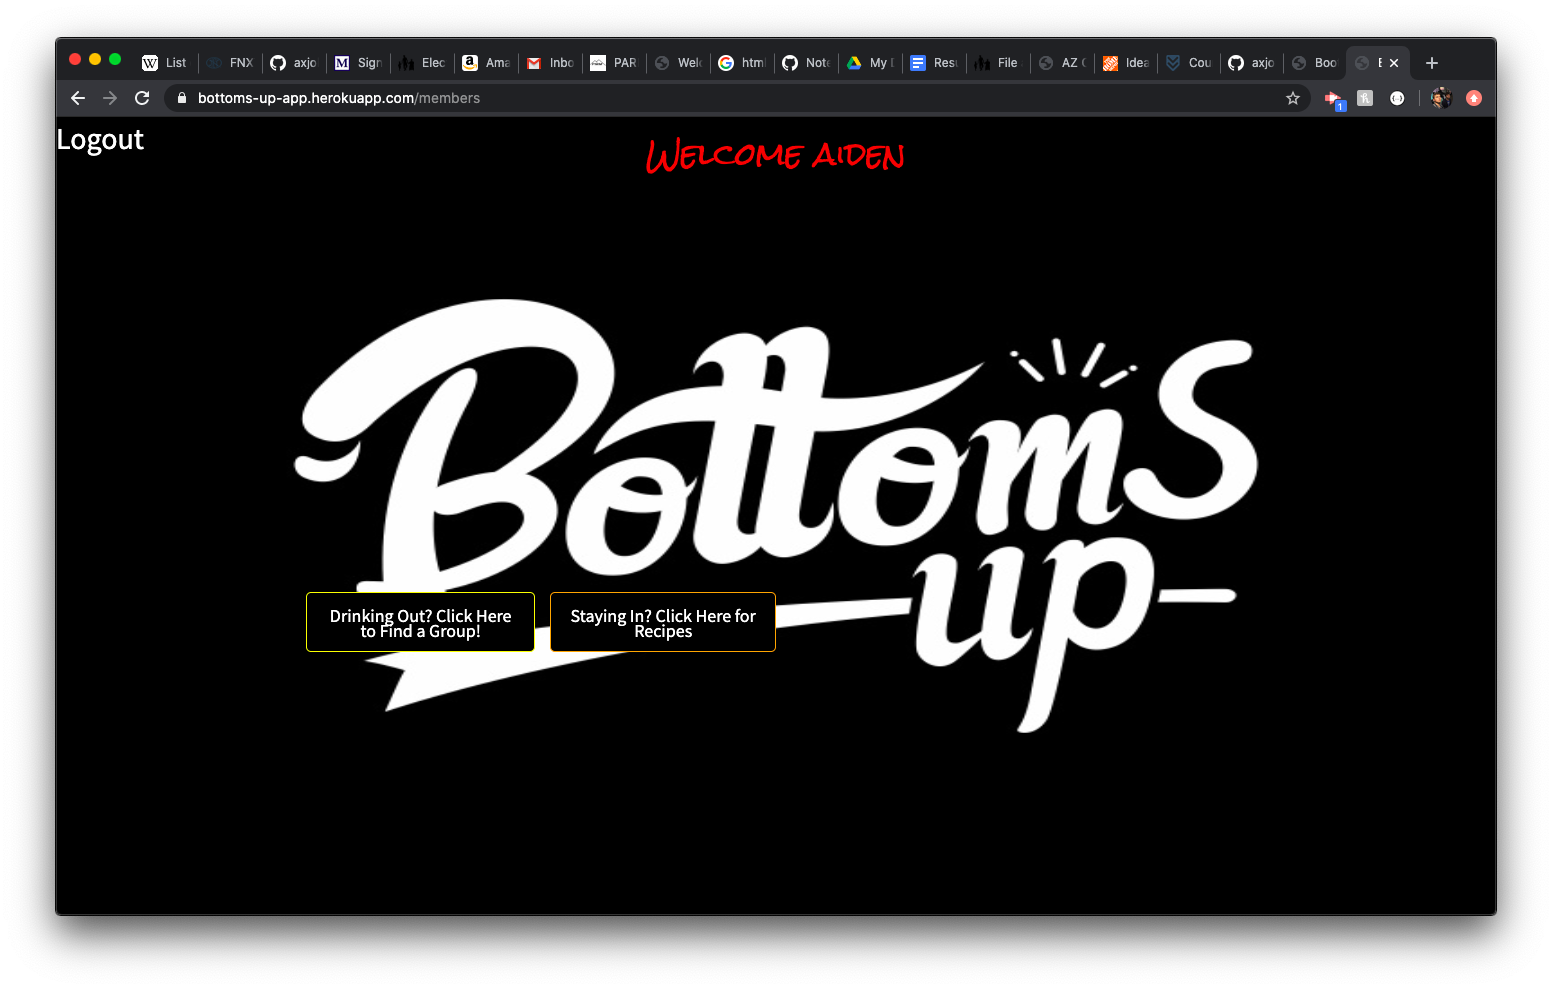 List
FNX
axjo
Sign
Elec
Ama
Inbo
PAR
Welc
html
Note
My D
Resu
File
AZ C
Idea
Cou
axjo
Boo
bottoms-up-app.herokuapp.com/members
1
Logout
Welcome aiden
Bottoms
up
Drinking Out? Click Here
to Find a Group!
Staying In? Click Here for
Recipes